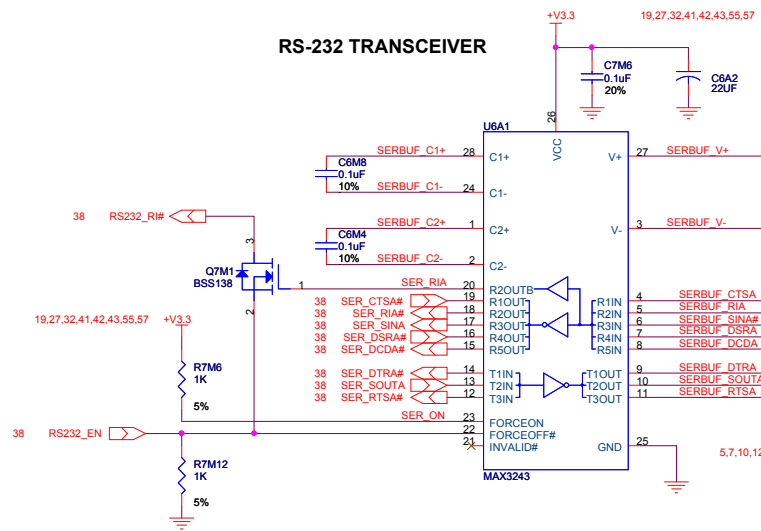 +V3.3 19,27,32,41,42,43,55,57
RS-232 TRANSCEIVER
C7M6
0.1uF
20%
C6A2
22UF
26
U6A1
VCC
SERBUF_C1+ 28 C1+ V+ 27 SERBUF_V+
C6M8
0.1uF
10%
SERBUF_C1- 24 C1-
38 RS232_RI#
SERBUF_C2+ 1 C2+ V- 3 SERBUF_V-
C6M4
0.1uF
10%
SERBUF_C2- 2 C2-
3
Q7M1
BSS138
1
2
SER_RIA 20 R2OUTB
38 SER_CTSA# 19 R1OUT R1IN 4 SERBUF_CTSA
38 SER_RIA# 18 R2OUT R2IN 5 SERBUF_RIA
38 SER_SINA 17 R3OUT R3IN 6 SERBUF_SINA#
38 SER_DSRA# 16 R4OUT R4IN 7 SERBUF_DSRA
38 SER_DCDA# 15 R5OUT R5IN 8 SERBUF_DCDA
19,27,32,41,42,43,55,57 +V3.3
38 SER_DTRA# 14 T1IN T1OUT 9 SERBUF_DTRA
38 SER_SOUTA 13 T2IN T2OUT 10 SERBUF_SOUTA
38 SER_RTSA# 12 T3IN T3OUT 11 SERBUF_RTSA
R7M6
1K
5%
SER_ON 23 FORCEON
38 RS232_EN 22 FORCEOFF#
21 INVALID# GND 25
5,7,10,12
R7M12
1K
5%
MAX3243